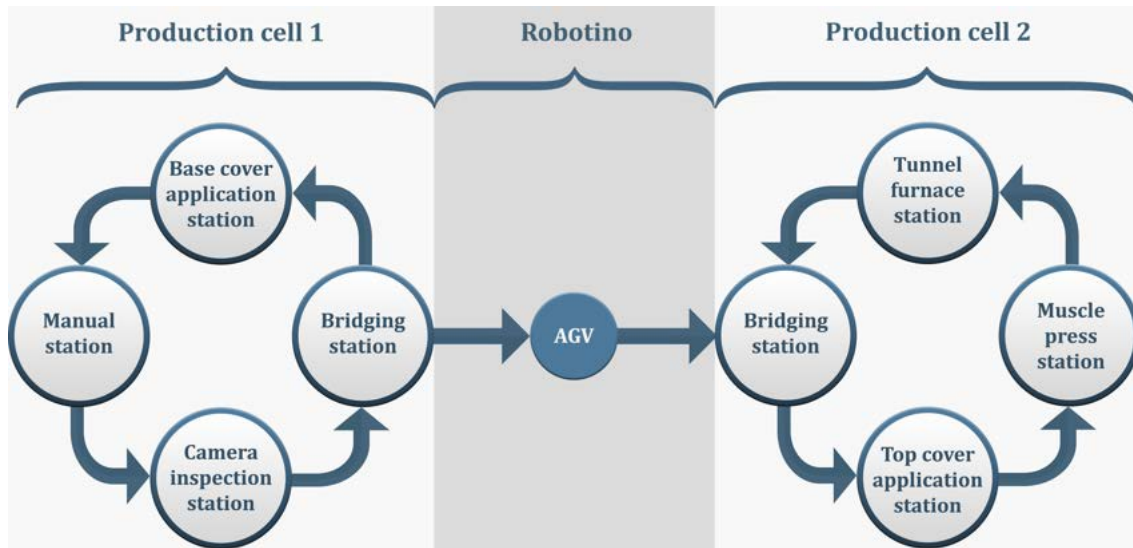 Production cell 1
Robotino
Production cell 2
Base cover
application
station
Manual
station
Bridging
station
Camera
inspection
station
AGV
Tunnel
furnace
station
Bridging
station
Muscle
press
station
Top cover
application
station